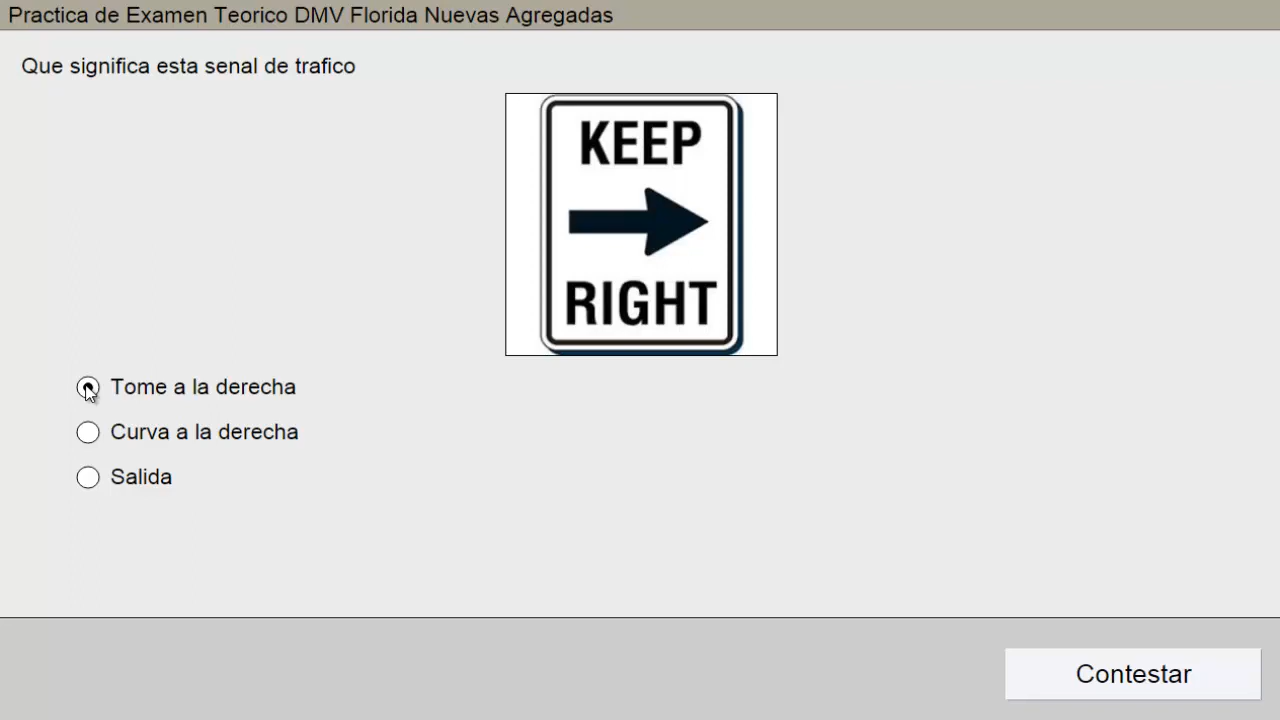 Practica de Examen Teorico DMV Florida Nuevas Agregadas
Que significa esta senal de trafico
KEEP
RIGHT
Tome a la derecha
Curva a la derecha
Salida
Contestar